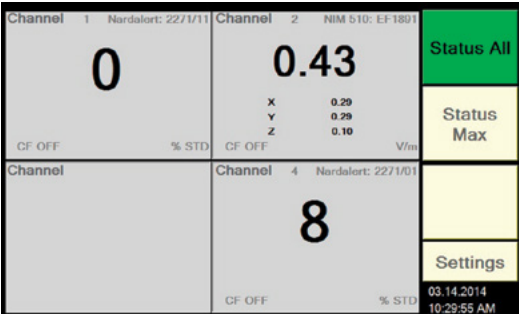 Channel 1 Nardalert: 2271/11
0
CF OFF % STD
Channel 2 NIM 510: EF1891
0.43
X 0.29
Y 0.29
Z 0.10
CF OFF V/m
Channel
Channel 4 Nardalert: 2271/01
8
CF OFF % STD
Status All
Status
Max
Settings
03.14.2014
10:29:55 AM